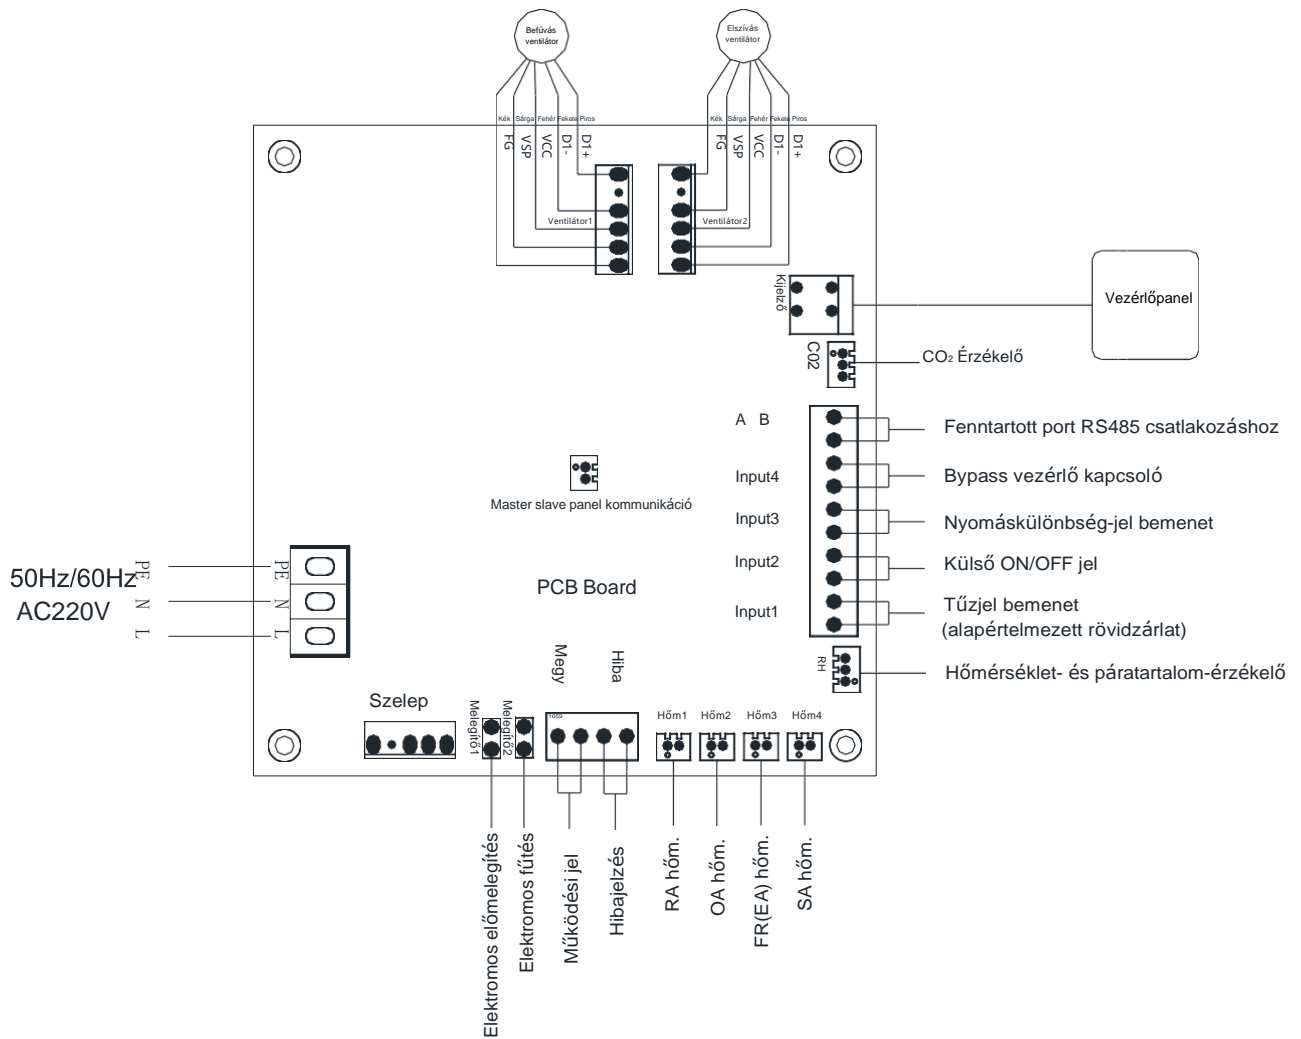 Befúvás
ventilátor
Elszívás
ventilátor
Kék Sárga Fehér Fekete Piros
FG VSP VCC D1- D1+
Kék Sárga Fehér Fekete Piros
FG VSP VCC D1- D1+
Ventilátor1
Ventilátor2
Kijelző
Vezérlőpanel
C02
CO₂ Érzékelő
A B
Fenntartott port RS485 csatlakozáshoz
Input4
Bypass vezérlő kapcsoló
Master slave panel kommunikáció
Input3
Nyomáskülönbség-jel bemenet
Input2
Külső ON/OFF jel
50Hz/60Hz
AC220V
PE
N
L
PE
N
L
PCB Board
Input1
Tűzjel bemenet
(alapértelmezett rövidzárlat)
RH
Hőmérséklet- és páratartalom-érzékelő
Szelep
Melegítő1
Melegítő2
Megy
Hiba
Hőm1
Hőm2
Hőm3
Hőm4
Elektromos előmelegítés
Elektromos fűtés
Működési jel
Hibajelzés
RA hőm.
OA hőm.
FR(EA) hőm.
SA hőm.